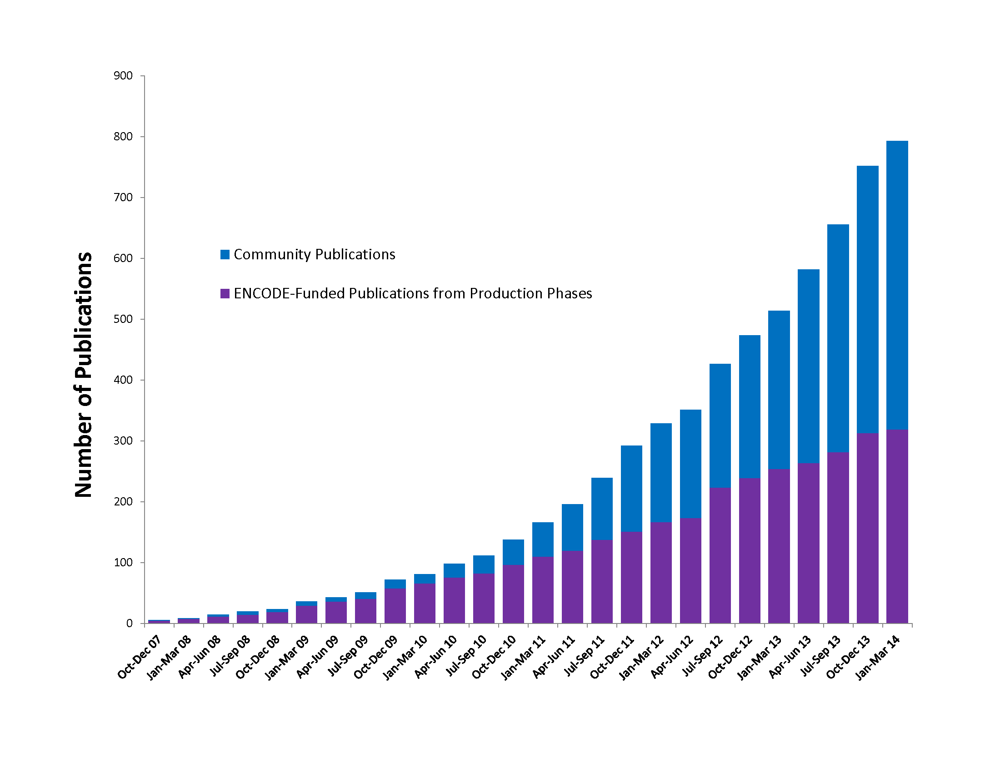 Number of Publications
900
800
700
600
500
400
300
200
100
0
Community Publications
ENCODE-Funded Publications from Production Phases
Oct-Dec 07
Jan-Mar 08
Apr-Jun 08
Jul-Sep 08
Oct-Dec 08
Jan-Mar 09
Apr-Jun 09
Jul-Sep 09
Oct-Dec 09
Jan-Mar 10
Apr-Jun 10
Jul-Sep 10
Oct-Dec 10
Jan-Mar 11
Apr-Jun 11
Jul-Sep 11
Oct-Dec 11
Jan-Mar 12
Apr-Jun 12
Jul-Sep 12
Oct-Dec 12
Jan-Mar 13
Apr-Jun 13
Jul-Sep 13
Oct-Dec 13
Jan-Mar 14